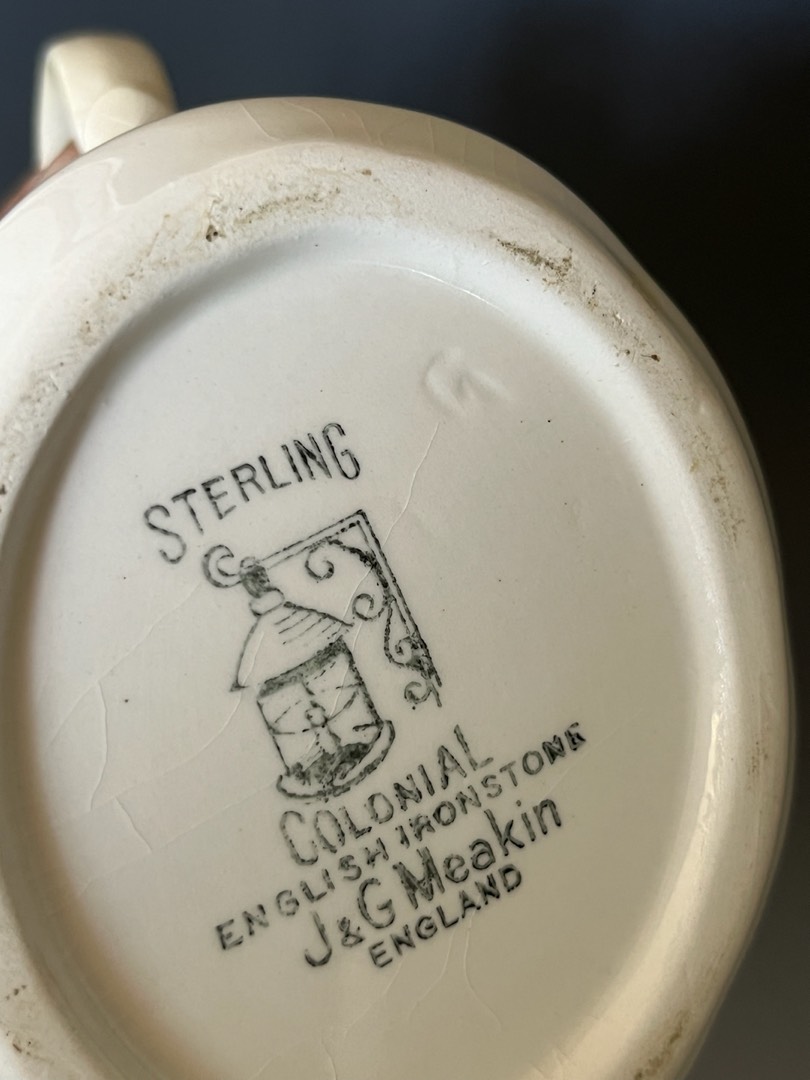 STERLING
COLONIAL
ENGLISH IRONSTONE
J&G Meakin
ENGLAND